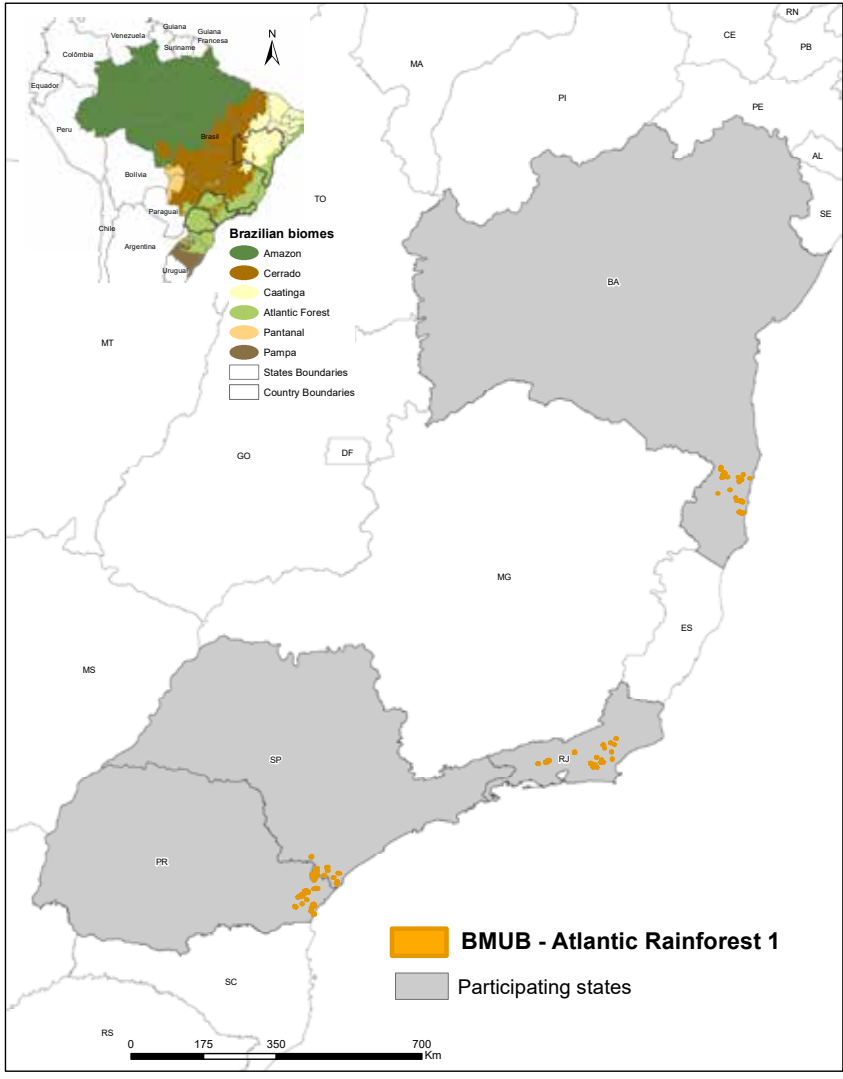 Guiana
Venezuela
Guiana
Francesa
Suriname
Colômbia
N
Equador
Peru
Brasil
Bolívia
Paraguai
Chile
Argentina
Uruguai
Brazilian biomes
Amazon
Cerrado
Caatinga
Atlantic Forest
Pantanal
Pampa
States Boundaries
Country Boundaries
RN
CE
PB
MA
PI
PE
AL
SE
TO
BA
MT
GO
DF
MG
ES
MS
SP
RJ
PR
SC
RS
BMUB - Atlantic Rainforest 1
Participating states
0 175 350 700
Km